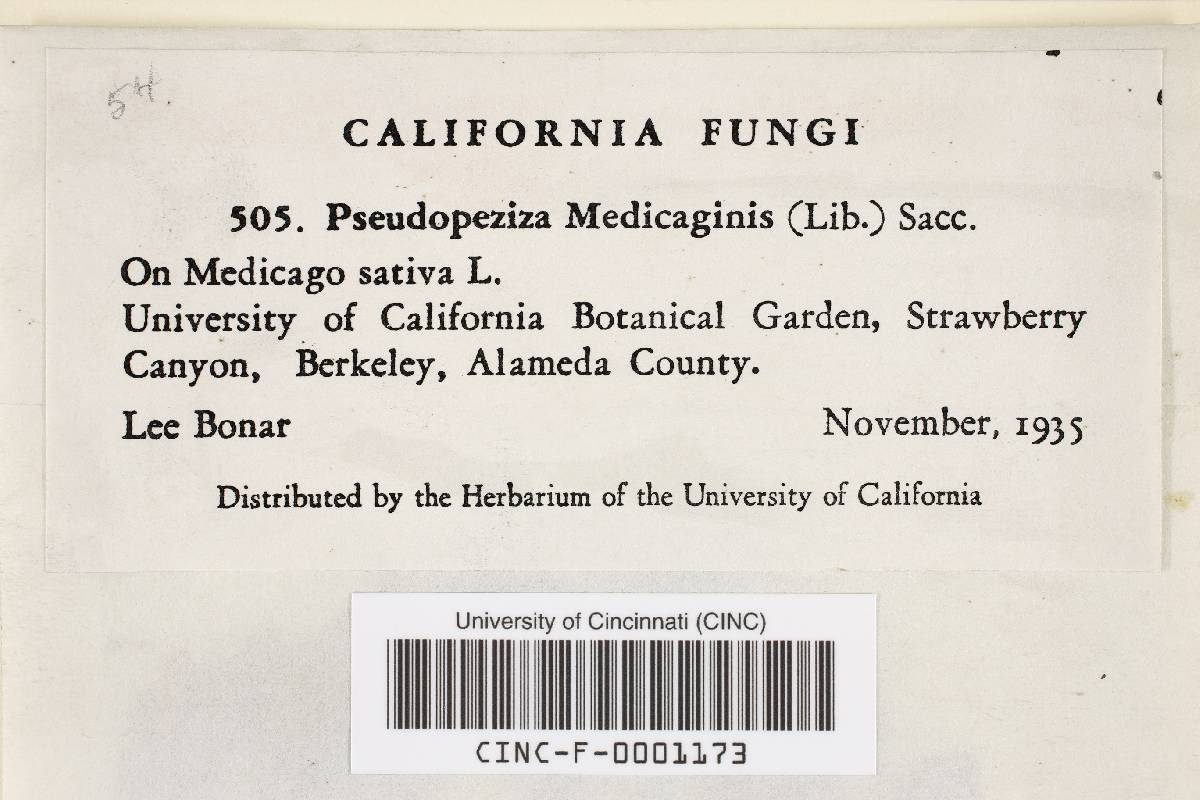 54.
CALIFORNIA FUNGI
505. Pseudopeziza Medicaginis (Lib.) Sacc.
On Medicago sativa L.
University of California Botanical Garden, Strawberry
Canyon, Berkeley, Alameda County.
Lee Bonar November, 1935
Distributed by the Herbarium of the University of California
University of Cincinnati (CINC)
CINC-F-0001173